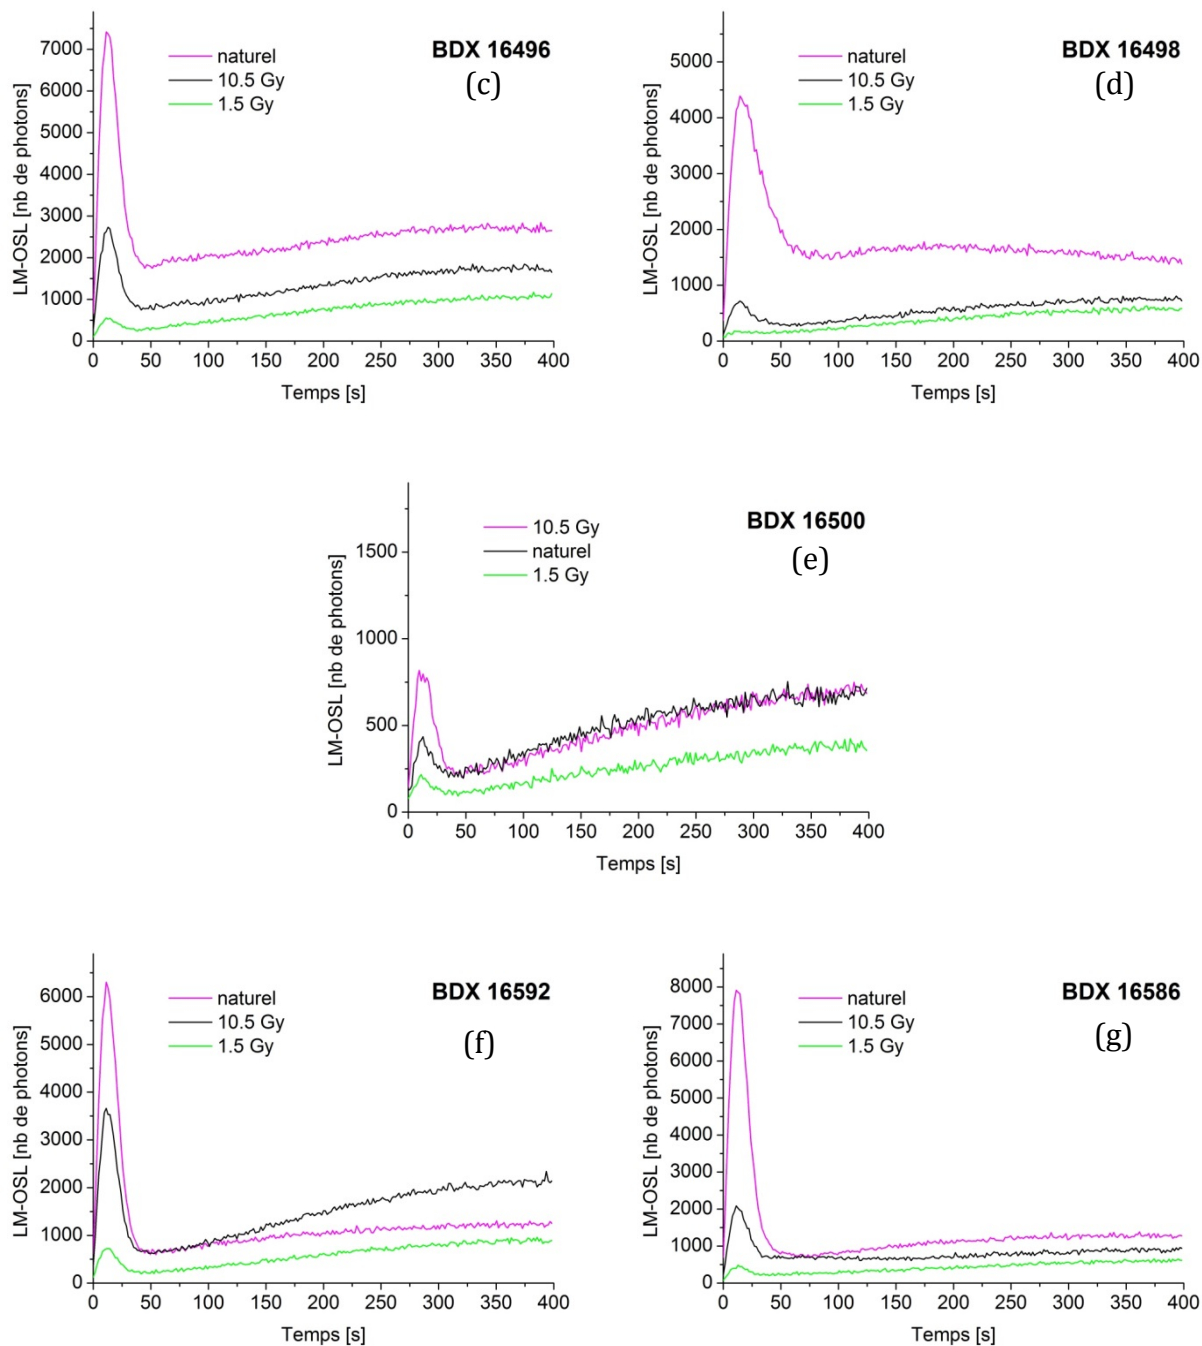 BDX 16496
(c)
naturel
10.5 Gy
1.5 Gy
LM-OSL [nb de photons]
7000
6000
5000
4000
3000
2000
1000
0
0 50 100 150 200 250 300 350 400
Temps [s]
BDX 16498
(d)
naturel
10.5 Gy
1.5 Gy
LM-OSL [nb de photons]
5000
4000
3000
2000
1000
0
0 50 100 150 200 250 300 350 400
Temps [s]
BDX 16500
(e)
10.5 Gy
naturel
1.5 Gy
LM-OSL [nb de photons]
1500
1000
500
0
0 50 100 150 200 250 300 350 400
Temps [s]
BDX 16592
(f)
naturel
10.5 Gy
1.5 Gy
LM-OSL [nb de photons]
6000
5000
4000
3000
2000
1000
0
0 50 100 150 200 250 300 350 400
Temps [s]
BDX 16586
(g)
naturel
10.5 Gy
1.5 Gy
LM-OSL [nb de photons]
8000
7000
6000
5000
4000
3000
2000
1000
0
0 50 100 150 200 250 300 350 400
Temps [s]